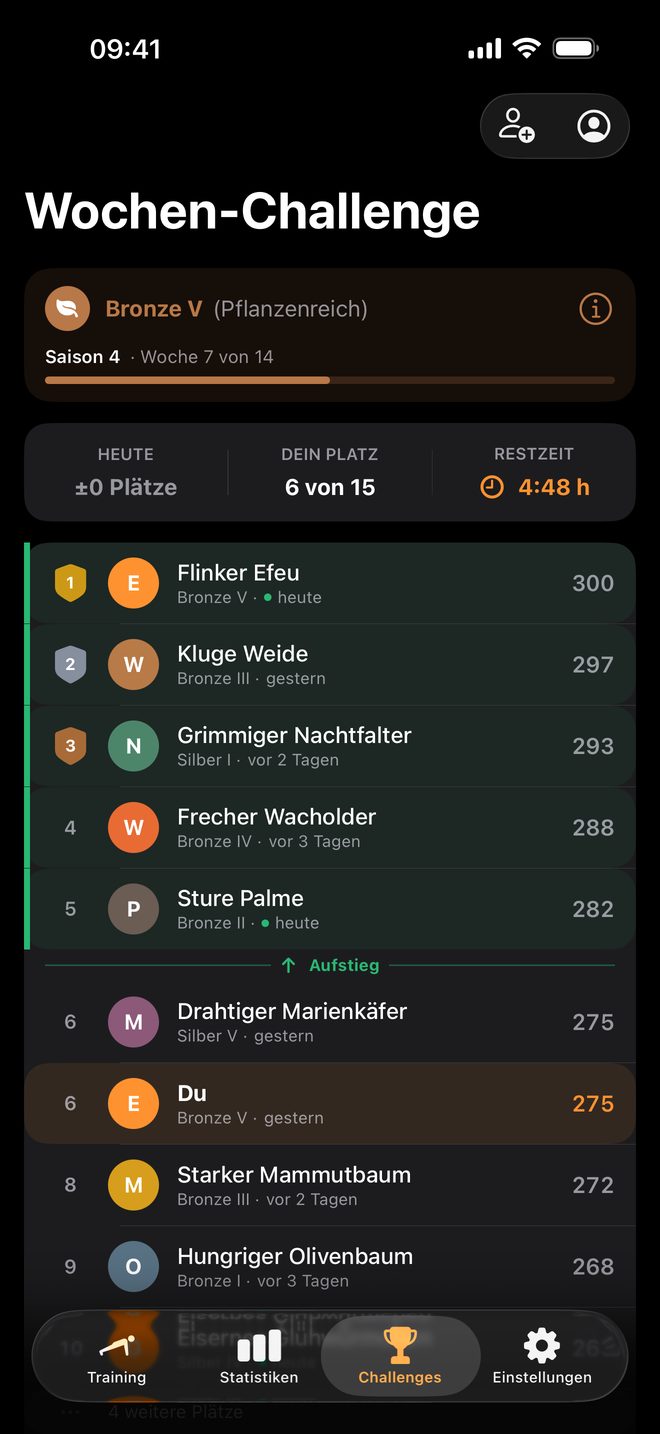 09:41
Wochen-Challenge
Bronze V (Pflanzenreich)
Saison 4 · Woche 7 von 14
HEUTE DEIN PLATZ RESTZEIT
±0 Plätze 6 von 15 4:48 h
1 E Flinker Efeu 300
Bronze V · heute
2 W Kluge Weide 297
Bronze III · gestern
3 N Grimmiger Nachtfalter 293
Silber I · vor 2 Tagen
4 W Frecher Wacholder 288
Bronze IV · vor 3 Tagen
5 P Sture Palme 282
Bronze II · heute
↑ Aufstieg
6 M Drahtiger Marienkäfer 275
Silber V · gestern
6 E Du 275
Bronze V · gestern
8 M Starker Mammutbaum 272
Bronze III · vor 2 Tagen
9 O Hungriger Olivenbaum 268
Bronze I · vor 3 Tagen
10
Training Statistiken Challenges Einstellungen
... 4 weitere Plätze